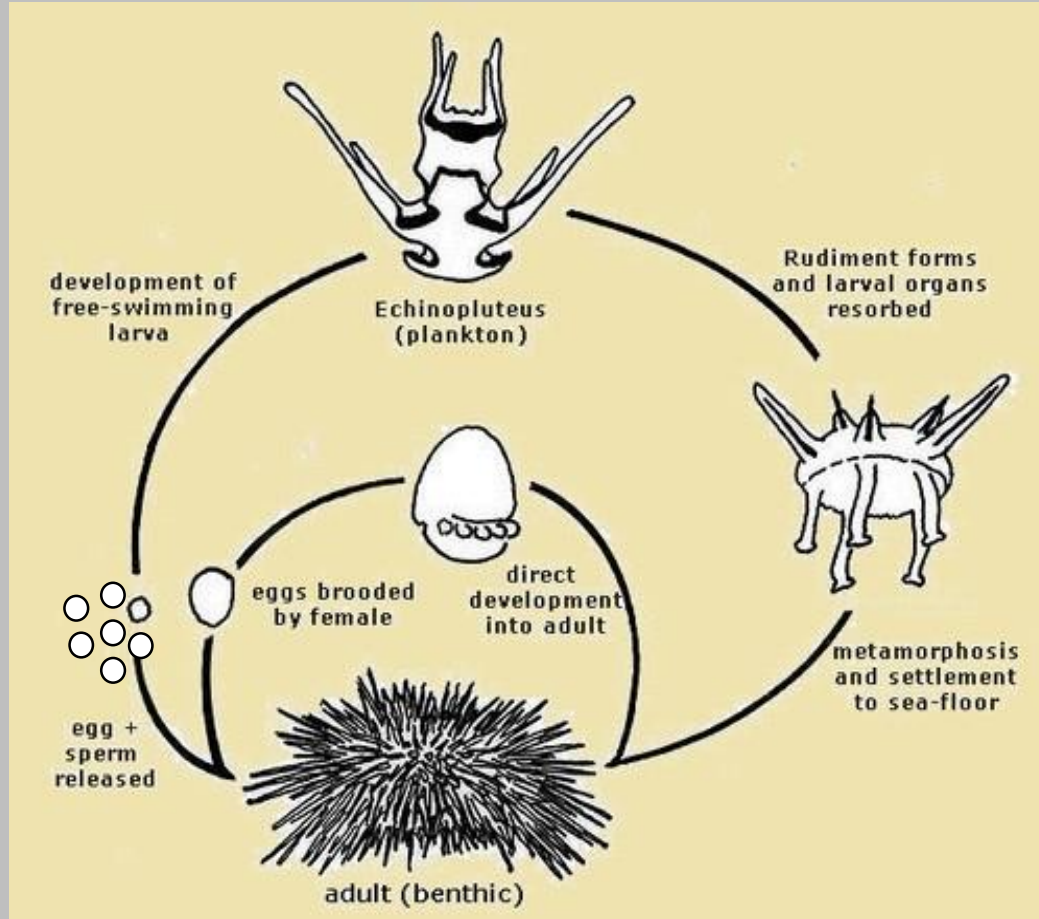 development of
free-swimming
larva
Echinopluteus
(plankton)
Rudiment forms
and larval organs
resorbed
eggs brooded
by female
direct
development
into adult
metamorphosis
and settlement
to sea-floor
egg +
sperm
released
adult (benthic)